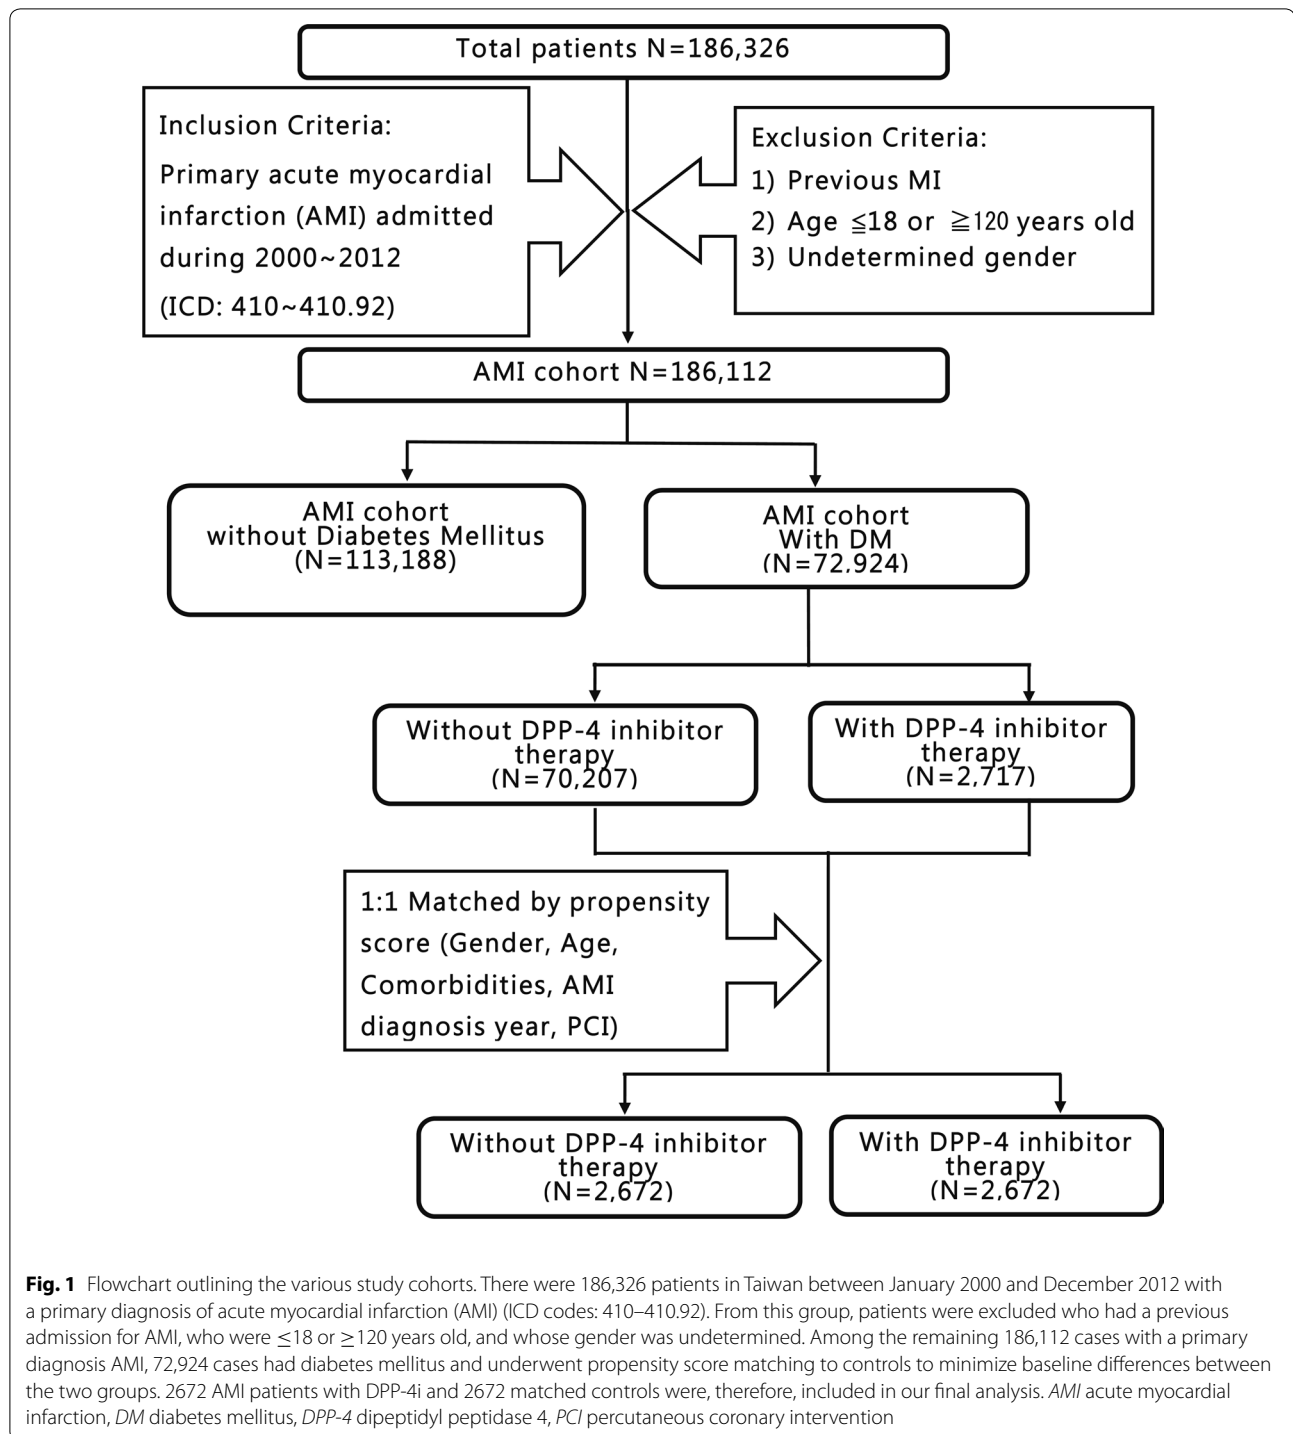 Total patients N=186,326
Inclusion Criteria:
Primary acute myocardial
infarction (AMI) admitted
during 2000~2012
(ICD: 410~410.92)
Exclusion Criteria:
1) Previous MI
2) Age ≦18 or ≧120 years old
3) Undetermined gender
AMI cohort N=186,112
AMI cohort
without Diabetes Mellitus
(N=113,188)
AMI cohort
With DM
(N=72,924)
Without DPP-4 inhibitor
therapy
(N=70,207)
With DPP-4 inhibitor
therapy
(N=2,717)
1:1 Matched by propensity
score (Gender, Age,
Comorbidities, AMI
diagnosis year, PCI)
Without DPP-4 inhibitor
therapy
(N=2,672)
With DPP-4 inhibitor
therapy
(N=2,672)
Fig. 1 Flowchart outlining the various study cohorts. There were 186,326 patients in Taiwan between January 2000 and December 2012 with
a primary diagnosis of acute myocardial infarction (AMI) (ICD codes: 410–410.92). From this group, patients were excluded who had a previous
admission for AMI, who were ≤18 or ≥120 years old, and whose gender was undetermined. Among the remaining 186,112 cases with a primary
diagnosis AMI, 72,924 cases had diabetes mellitus and underwent propensity score matching to controls to minimize baseline differences between
the two groups. 2672 AMI patients with DPP-4i and 2672 matched controls were, therefore, included in our final analysis. AMI acute myocardial
infarction, DM diabetes mellitus, DPP-4 dipeptidyl peptidase 4, PCI percutaneous coronary intervention